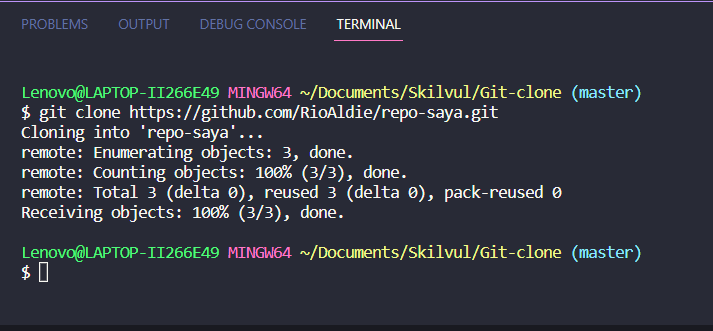 PROBLEMS OUTPUT DEBUG CONSOLE TERMINAL
Lenovo@LAPTOP-II266E49 MINGW64 ~/Documents/Skilvul/Git-clone (master)
$ git clone https://github.com/RioAldie/repo-saya.git
Cloning into 'repo-saya'...
remote: Enumerating objects: 3, done.
remote: Counting objects: 100% (3/3), done.
remote: Total 3 (delta 0), reused 3 (delta 0), pack-reused 0
Receiving objects: 100% (3/3), done.
Lenovo@LAPTOP-II266E49 MINGW64 ~/Documents/Skilvul/Git-clone (master)
$